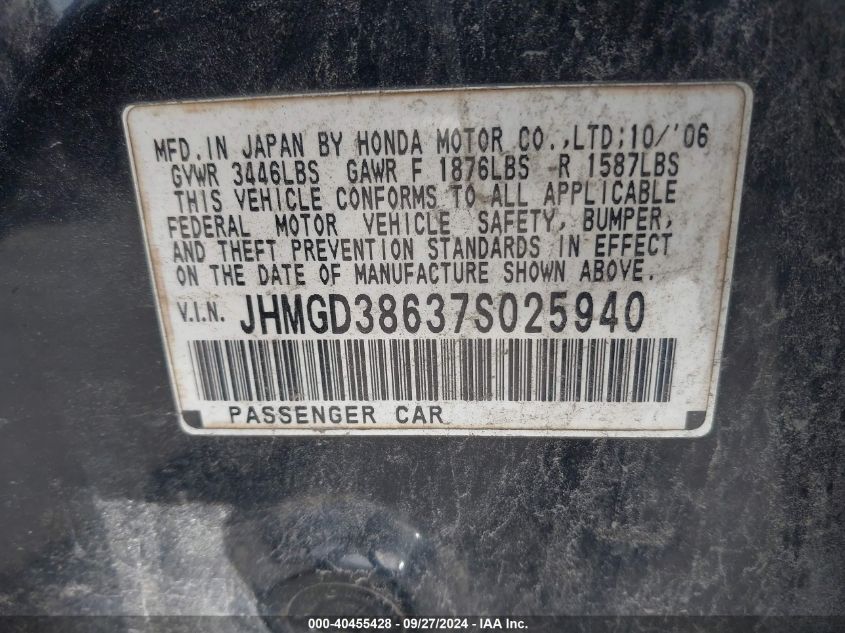 MFD.IN JAPAN BY HONDA MOTOR CO.,LTD;10/'06
GVWR 3446LBS GAWR F 1876LBS R 1587LBS
THIS VEHICLE CONFORMS TO ALL APPLICABLE
FEDERAL MOTOR VEHICLE SAFETY, BUMPER,
AND THEFT PREVENTION STANDARDS IN EFFECT
ON THE DATE OF MANUFACTURE SHOWN ABOVE.
V.I.N. JHMGD38637S025940
PASSENGER CAR
000-40455428 - 09/27/2024 - IAA Inc.